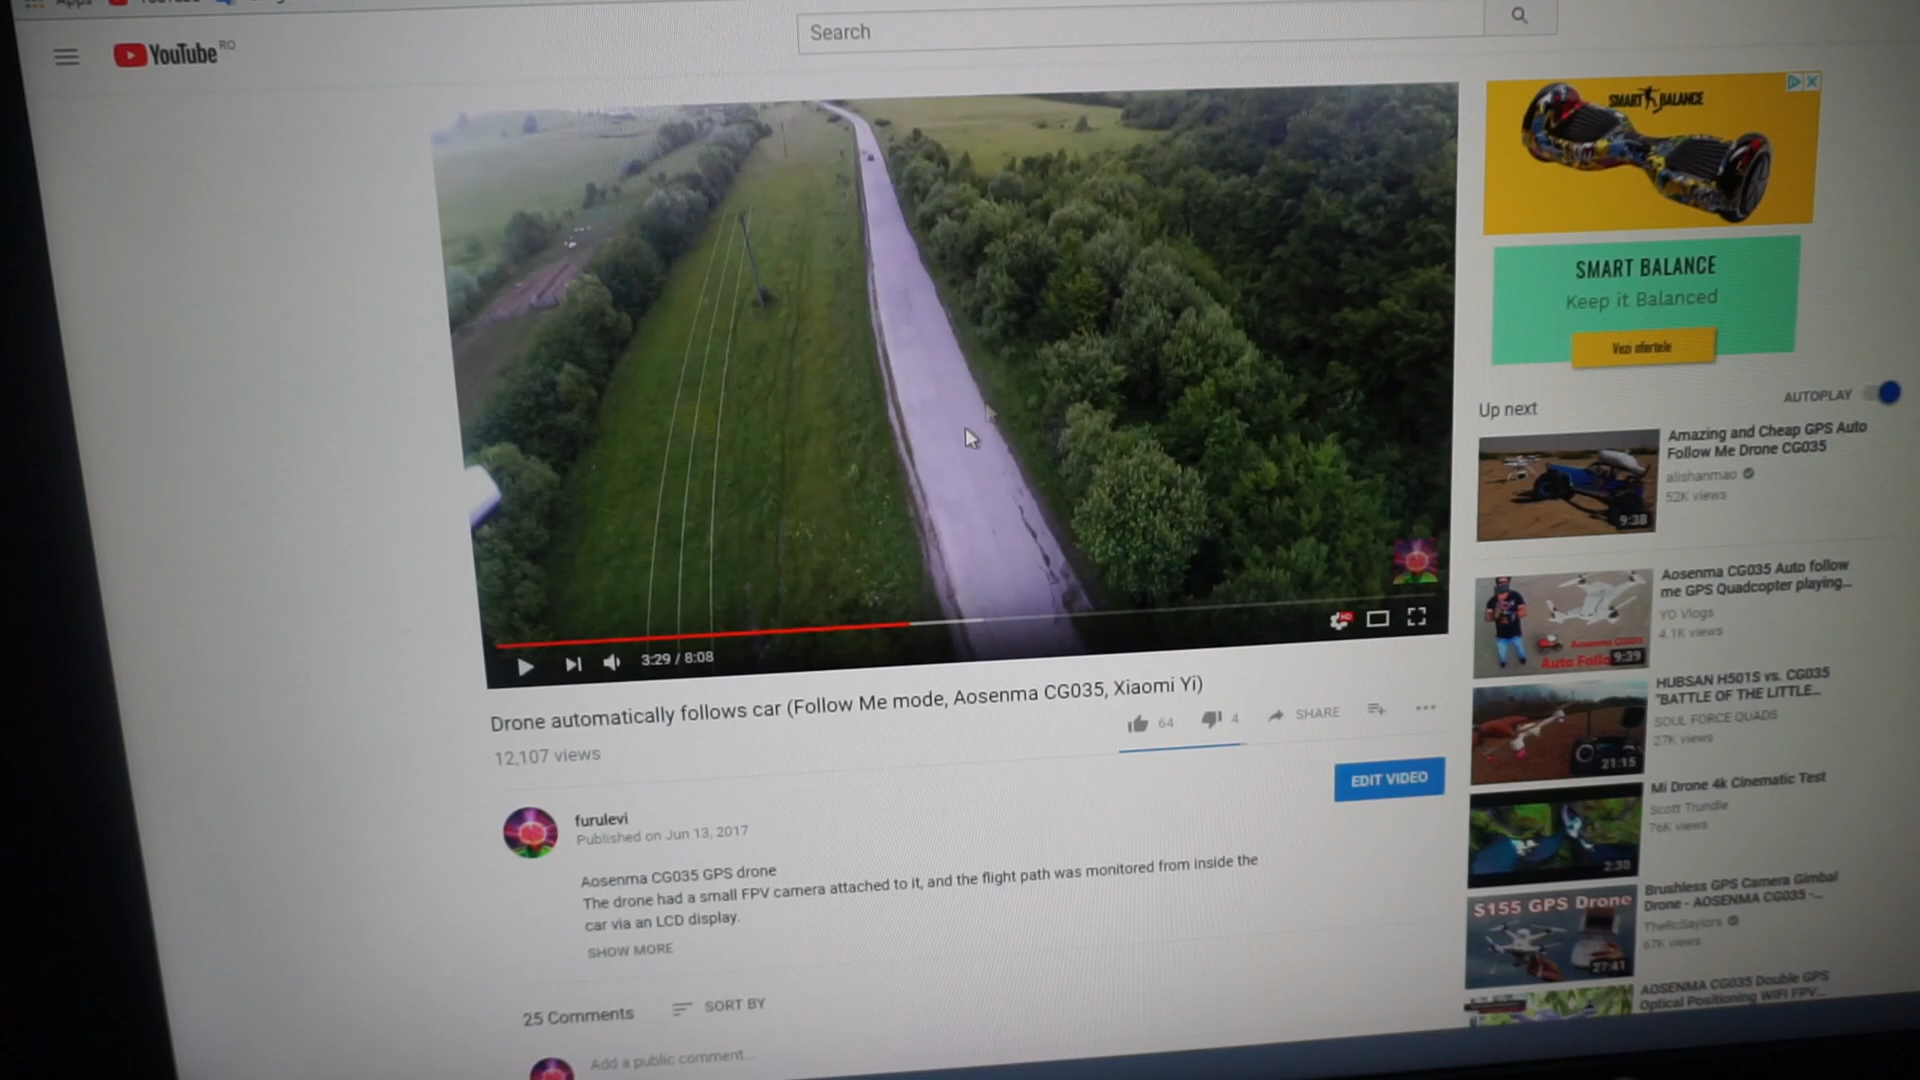 Apps
YouTube RO
Search
SMART BALANCE
SMART BALANCE
Keep it Balanced
Vezi ofertele
AUTOPLAY
Up next
Amazing and Cheap GPS Auto
Follow Me Drone CG035
alishanmao
52K views
9:38
Aosenma CG035 Auto follow
me GPS Quadcopter playing...
YO Vlogs
4.1K views
Aosenma CG035
Auto Follo
9:39
HUBSAN H501S vs. CG035
"BATTLE OF THE LITTLE...
SOUL FORCE QUADS
27K views
21:15
Mi Drone 4k Cinematic Test
Scott Trundle
76K views
2:30
Brushless GPS Camera Gimbal
Drone - AOSENMA CG035 -...
TheRcSaylors
67K views
$155 GPS Drone
27:41
AOSENMA CG035 Double GPS
Optical Positioning WIFI FPV...
HD
3:29 / 8:08
Drone automatically follows car (Follow Me mode, Aosenma CG035, Xiaomi Yi)
12,107 views
64
4
SHARE
EDIT VIDEO
furulevi
Published on Jun 13, 2017
Aosenma CG035 GPS drone
The drone had a small FPV camera attached to it, and the flight path was monitored from inside the
car via an LCD display.
SHOW MORE
25 Comments
SORT BY
Add a public comment...